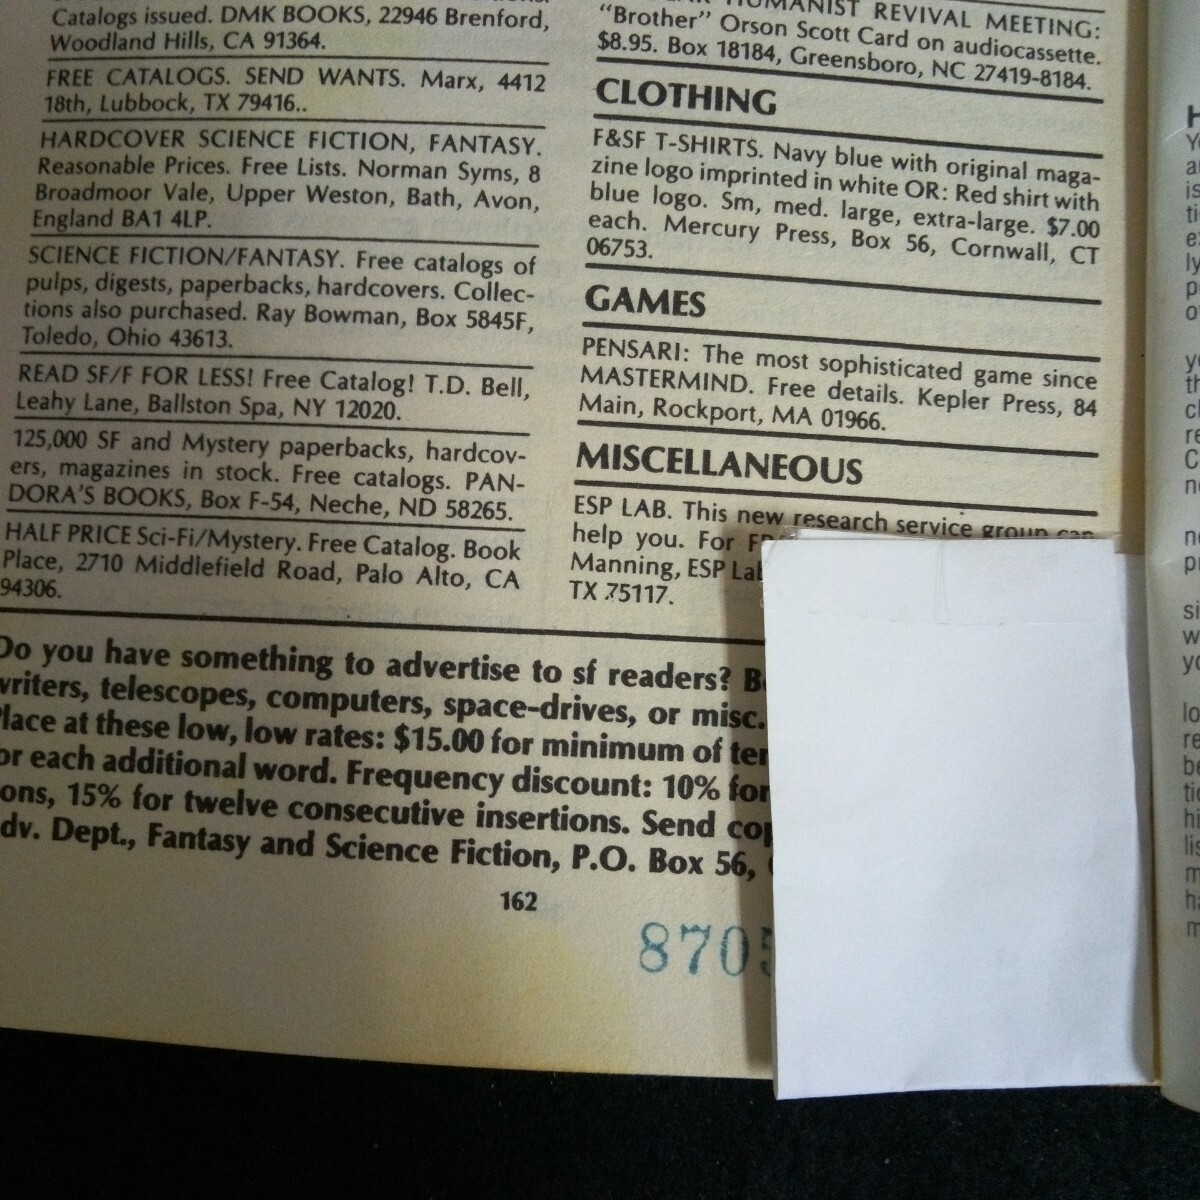 Catalogs issued. DMK BOOKS, 22946 Brenford,
Woodland Hills, CA 91364.
FREE CATALOGS. SEND WANTS. Marx, 4412
18th, Lubbock, TX 79416..
HARDCOVER SCIENCE FICTION, FANTASY.
Reasonable Prices. Free Lists. Norman Syms, 8
Broadmoor Vale, Upper Weston, Bath, Avon,
England BA1 4LP.
SCIENCE FICTION/FANTASY. Free catalogs of
pulps, digests, paperbacks, hardcovers. Collec-
tions also purchased. Ray Bowman, Box 5845F,
Toledo, Ohio 43613.
READ SF/F FOR LESS! Free Catalog! T.D. Bell,
Leahy Lane, Ballston Spa, NY 12020.
125,000 SF and Mystery paperbacks, hardcov-
ers, magazines in stock. Free catalogs. PAN-
DORA'S BOOKS, Box F-54, Neche, ND 58265.
HALF PRICE Sci-Fi/Mystery. Free Catalog. Book
Place, 2710 Middlefield Road, Palo Alto, CA
94306.
HUMANIST REVIVAL MEETING:
"Brother" Orson Scott Card on audiocassette.
$8.95. Box 18184, Greensboro, NC 27419-8184.
CLOTHING
F&SF T-SHIRTS. Navy blue with original maga-
zine logo imprinted in white OR: Red shirt with
blue logo. Sm, med. large, extra-large. $7.00
each. Mercury Press, Box 56, Cornwall, CT
06753.
GAMES
PENSARI: The most sophisticated game since
MASTERMIND. Free details. Kepler Press, 84
Main, Rockport, MA 01966.
MISCELLANEOUS
ESP LAB. This new research service group can
help you. For
Manning, ESP Lab
TX 75117.
Do you have something to advertise to sf readers?
writers, telescopes, computers, space-drives, or misc.
at these low, low rates: $15.00 for minimum of
or each additional word. Frequency discount: 10% for
ons, 15% for twelve consecutive insertions. Send
dv. Dept., Fantasy and Science Fiction, P.O. Box 56,
162
8705